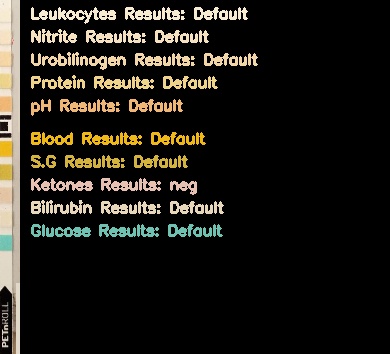 Leukocytes Results: Default
Nitrite Results: Default
Urobilinogen Results: Default
Protein Results: Default
pH Results: Default
Blood Results: Default
S.G Results: Default
Ketones Results: neg
Bilirubin Results: Default
Glucose Results: Default
PETnROLL